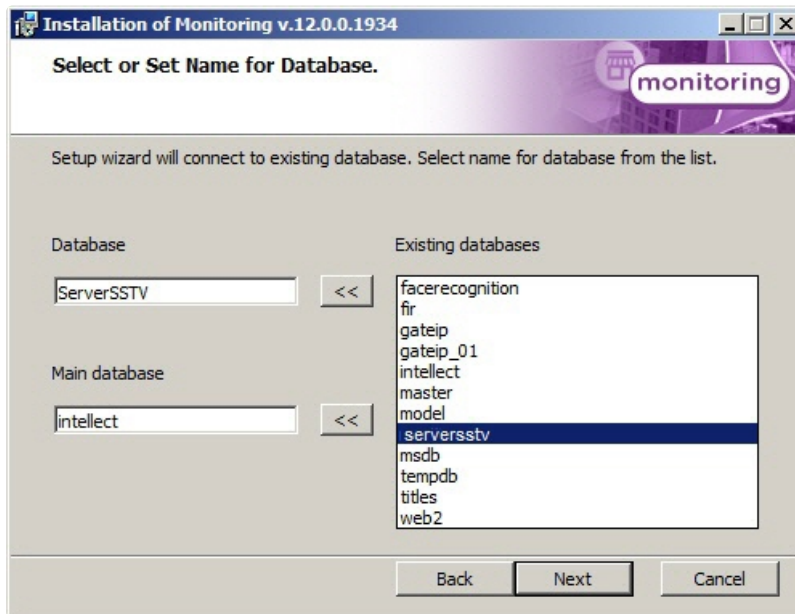 Installation of Monitoring v.12.0.0.1934
Select or Set Name for Database.
monitoring
Setup wizard will connect to existing database. Select name for database from the list.
Database
Existing databases
ServerSSTV
<<
facerecognition
fir
gateip
gateip_01
intellect
master
model
serversstv
msdb
tempdb
titles
web2
Main database
intellect
<<
Back
Next
Cancel